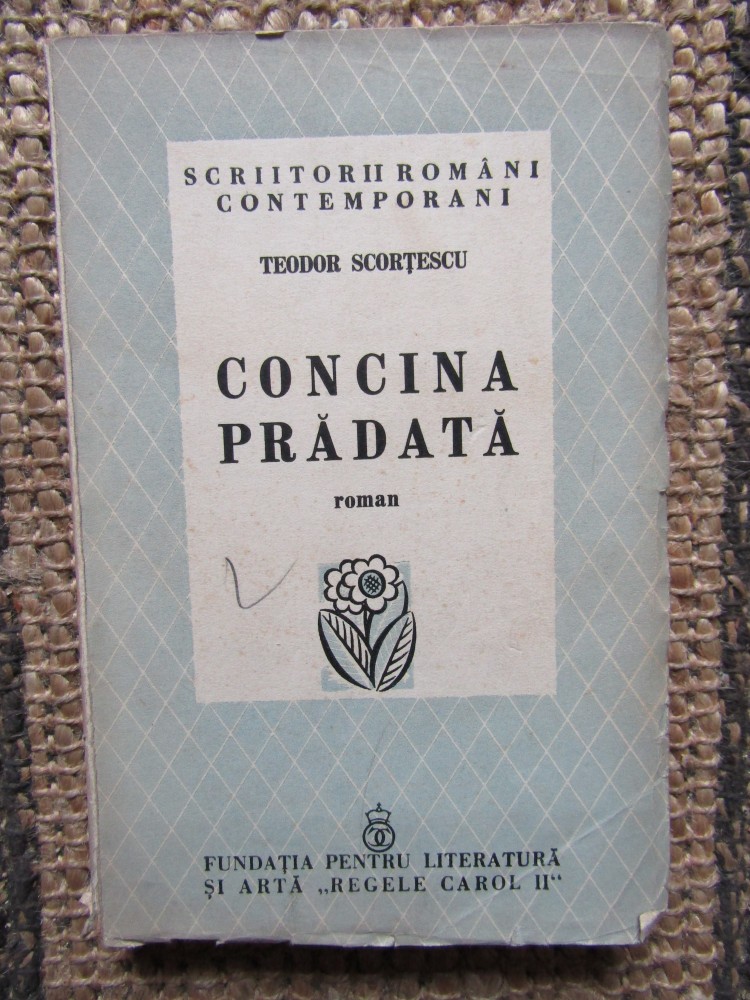 SCRIITORII ROMÂNI
CONTEMPORANI
TEODOR SCORȚESCU
CONCINA
PRĂDATĂ
roman
FUNDAȚIA PENTRU LITERATURĂ
ȘI ARTĂ „REGELE CAROL II“